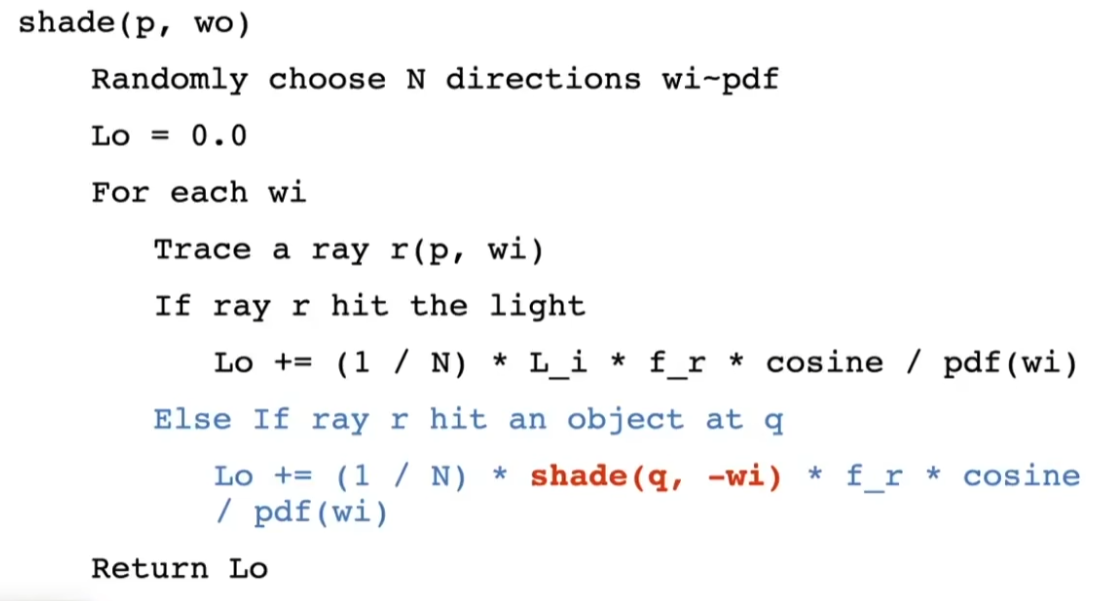 shade(p, wo)
Randomly choose N directions wi~pdf
Lo = 0.0
For each wi
Trace a ray r(p, wi)
If ray r hit the light
Lo += (1 / N) * L_i * f_r * cosine / pdf(wi)
Else If ray r hit an object at q
Lo += (1 / N) * shade(q, -wi) * f_r * cosine
/ pdf(wi)
Return Lo